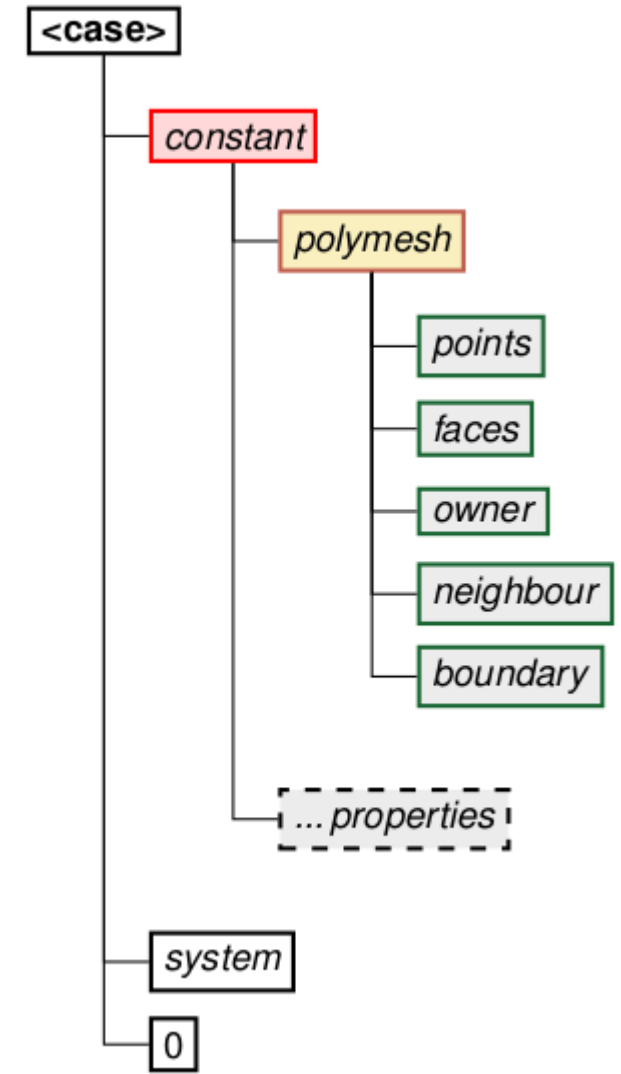 <case>
constant
polymesh
points
faces
owner
neighbour
boundary
... properties
system
0